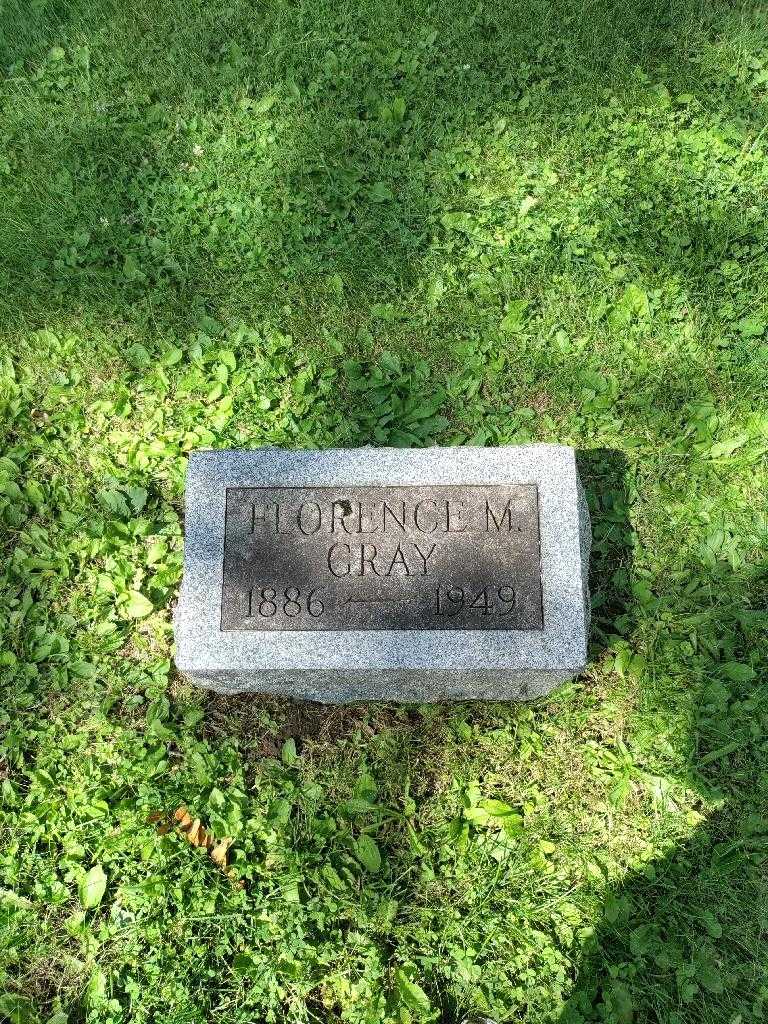 FLORENCE M.
GRAY
1886 — 1949